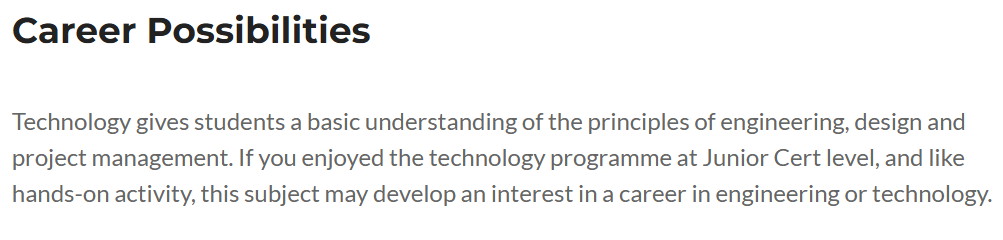 Career Possibilities
Technology gives students a basic understanding of the principles of engineering, design and
project management. If you enjoyed the technology programme at Junior Cert level, and like
hands-on activity, this subject may develop an interest in a career in engineering or technology.